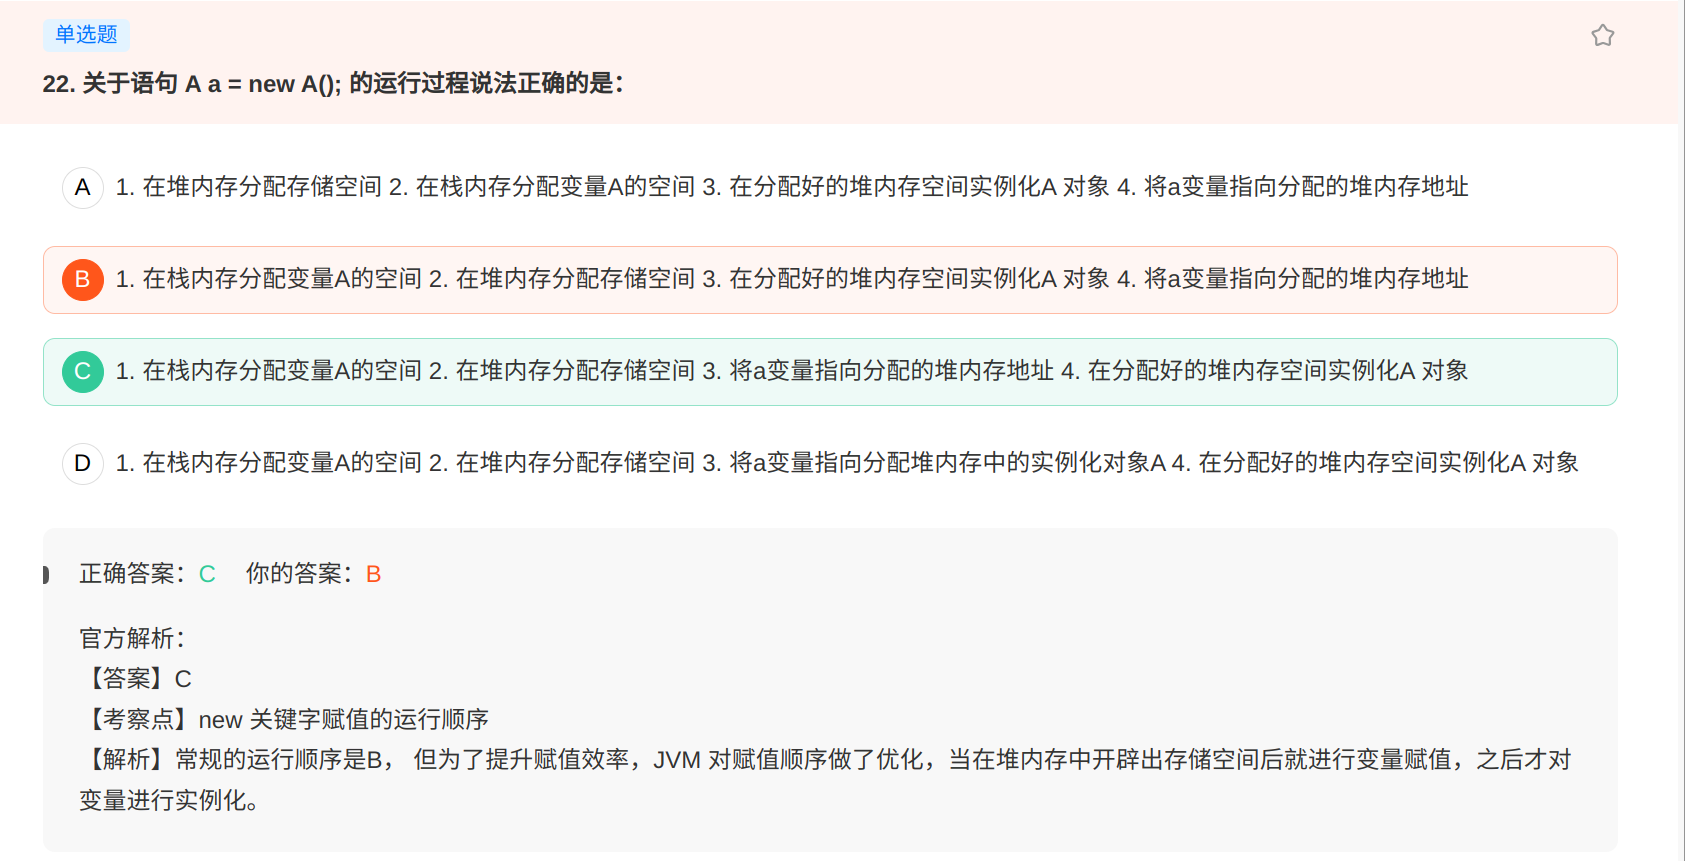 单选题
22. 关于语句 A a = new A(); 的运行过程说法正确的是：
A 1. 在堆内存分配存储空间 2. 在栈内存分配变量A的空间 3. 在分配好的堆内存空间实例化A 对象 4. 将a变量指向分配的堆内存地址
B 1. 在栈内存分配变量A的空间 2. 在堆内存分配存储空间 3. 在分配好的堆内存空间实例化A 对象 4. 将a变量指向分配的堆内存地址
C 1. 在栈内存分配变量A的空间 2. 在堆内存分配存储空间 3. 将a变量指向分配的堆内存地址 4. 在分配好的堆内存空间实例化A 对象
D 1. 在栈内存分配变量A的空间 2. 在堆内存分配存储空间 3. 将a变量指向分配堆内存中的实例化对象A 4. 在分配好的堆内存空间实例化A 对象
正确答案：C 你的答案：B
官方解析：
【答案】C
【考察点】new 关键字赋值的运行顺序
【解析】常规的运行顺序是B， 但为了提升赋值效率，JVM 对赋值顺序做了优化，当在堆内存中开辟出存储空间后就进行变量赋值，之后才对
变量进行实例化。